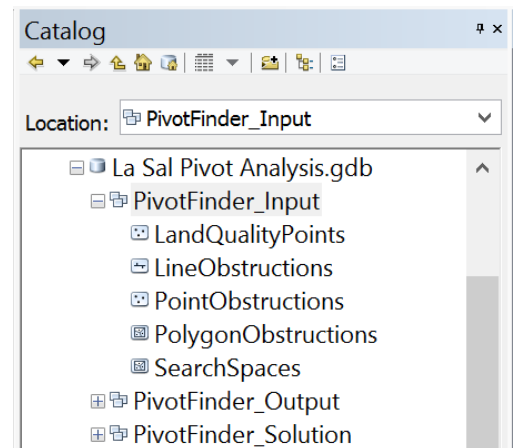 Catalog
Location: PivotFinder_Input
La Sal Pivot Analysis.gdb
PivotFinder_Input
LandQualityPoints
LineObstructions
PointObstructions
PolygonObstructions
SearchSpaces
PivotFinder_Output
PivotFinder_Solution